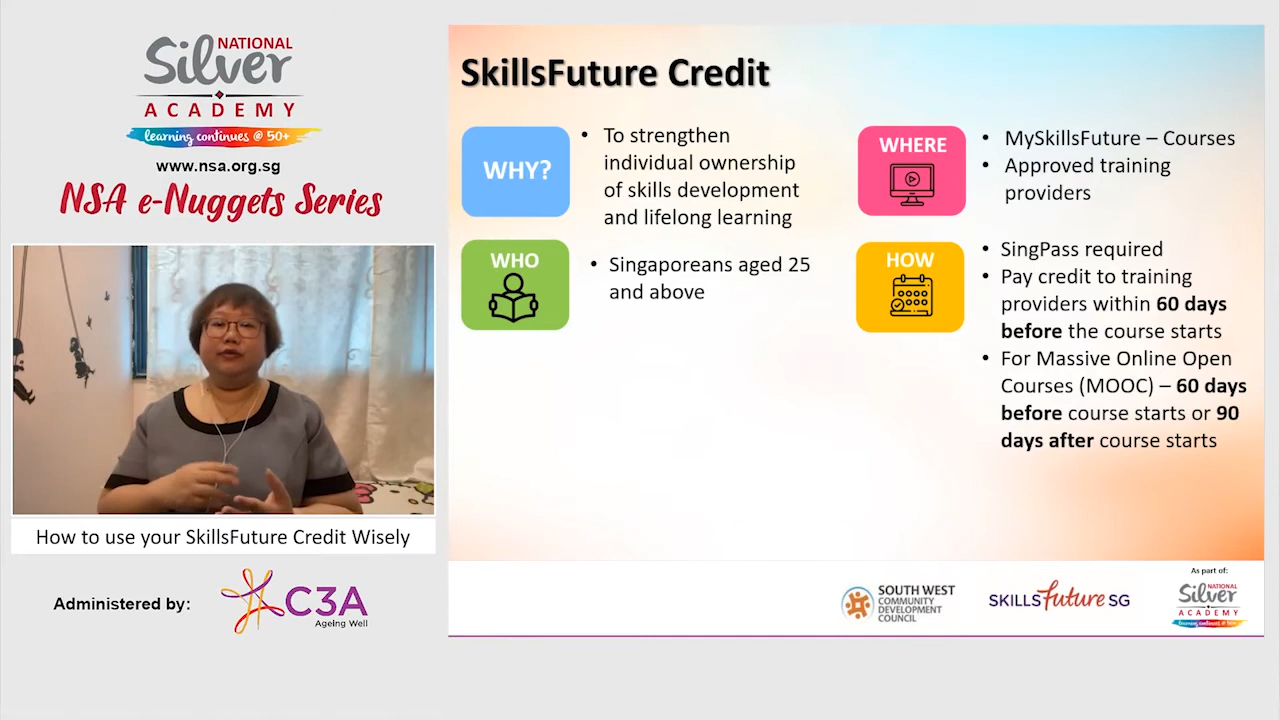 NATIONAL
Silver
ACADEMY
learning continues @ 50+
www.nsa.org.sg
NSA e-Nuggets Series
How to use your SkillsFuture Credit Wisely
Administered by:
C3A
Ageing Well
SkillsFuture Credit
WHY?
• To strengthen
individual ownership
of skills development
and lifelong learning
WHO
• Singaporeans aged 25
and above
WHERE
• MySkillsFuture – Courses
• Approved training
providers
HOW
• SingPass required
• Pay credit to training
providers within 60 days
before the course starts
• For Massive Online Open
Courses (MOOC) – 60 days
before course starts or 90
days after course starts
SOUTH WEST
COMMUNITY
DEVELOPMENT
COUNCIL
SKILLSfuture SG
As part of:
NATIONAL
Silver
ACADEMY
learning continues @ 50+